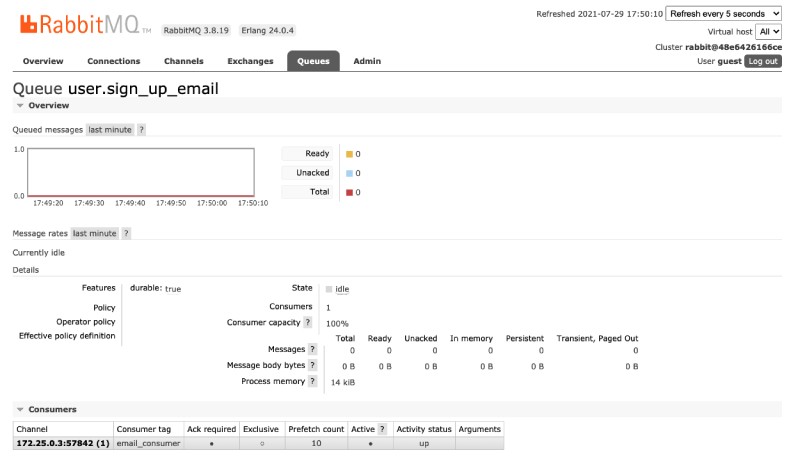 Refreshed 2021-07-29 17:50:10 Refresh every 5 seconds
RabbitMQ TM RabbitMQ 3.8.19 Erlang 24.0.4
Virtual host All
Cluster rabbit@48e6426166ce
User guest Log out
Overview Connections Channels Exchanges Queues Admin
Queue user.sign_up_email
Overview
Queued messages last minute ?
1.0
0.0
17:49:20 17:49:30 17:49:40 17:49:50 17:50:00 17:50:10
Ready 0
Unacked 0
Total 0
Message rates last minute ?
Currently idle
Details
Features durable: true
Policy
Operator policy
Effective policy definition
State idle
Consumers 1
Consumer capacity ? 100%
Total Ready Unacked In memory Persistent Transient, Paged Out
Messages ? 0 0 0 0 0 0
Message body bytes ? 0 B 0 B 0 B 0 B 0 B 0 B
Process memory ? 14 kiB
Consumers
Channel Consumer tag Ack required Exclusive Prefetch count Active ? Activity status Arguments
172.25.0.3:57842 (1) email_consumer ● ○ 10 ● up